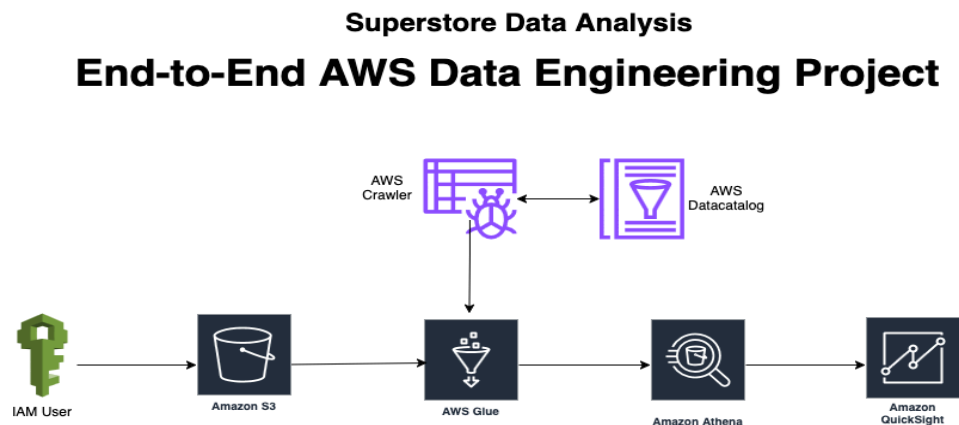 Superstore Data Analysis
End-to-End AWS Data Engineering Project
AWS
Crawler
AWS
Datacatalog
IAM User
Amazon S3
AWS Glue
Amazon Athena
Amazon
QuickSight